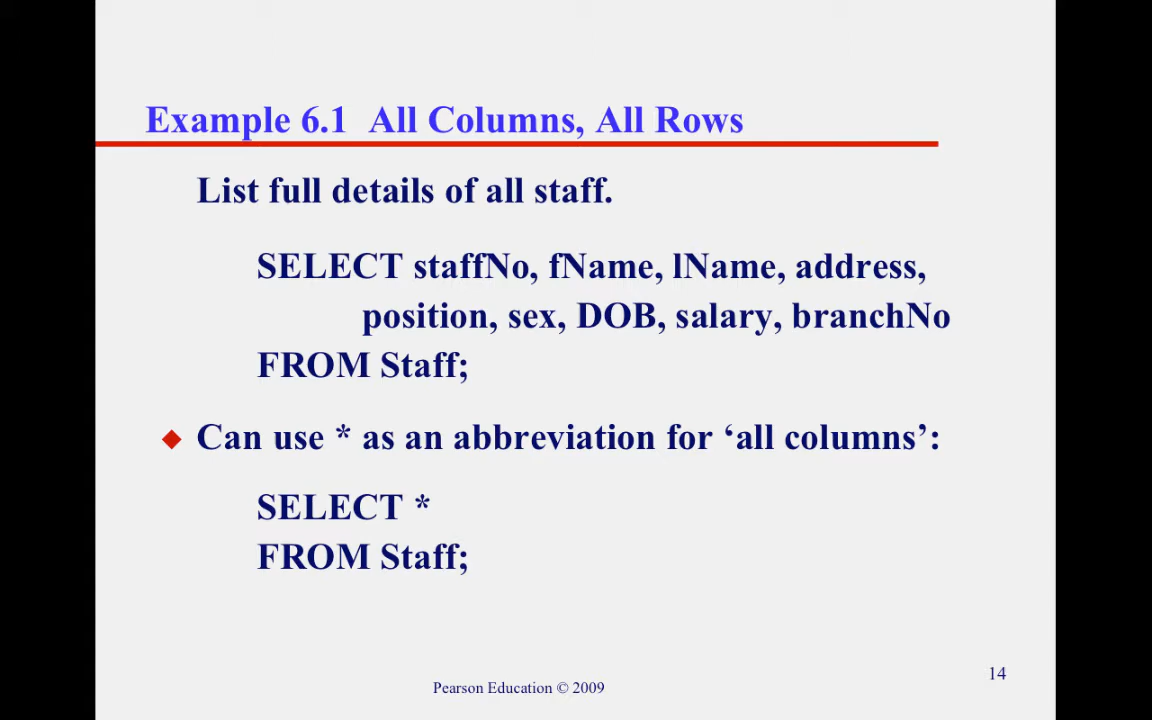 Example 6.1 All Columns, All Rows
List full details of all staff.
SELECT staffNo, fName, lName, address,
position, sex, DOB, salary, branchNo
FROM Staff;
Can use * as an abbreviation for ‘all columns’:
SELECT *
FROM Staff;
14
Pearson Education © 2009